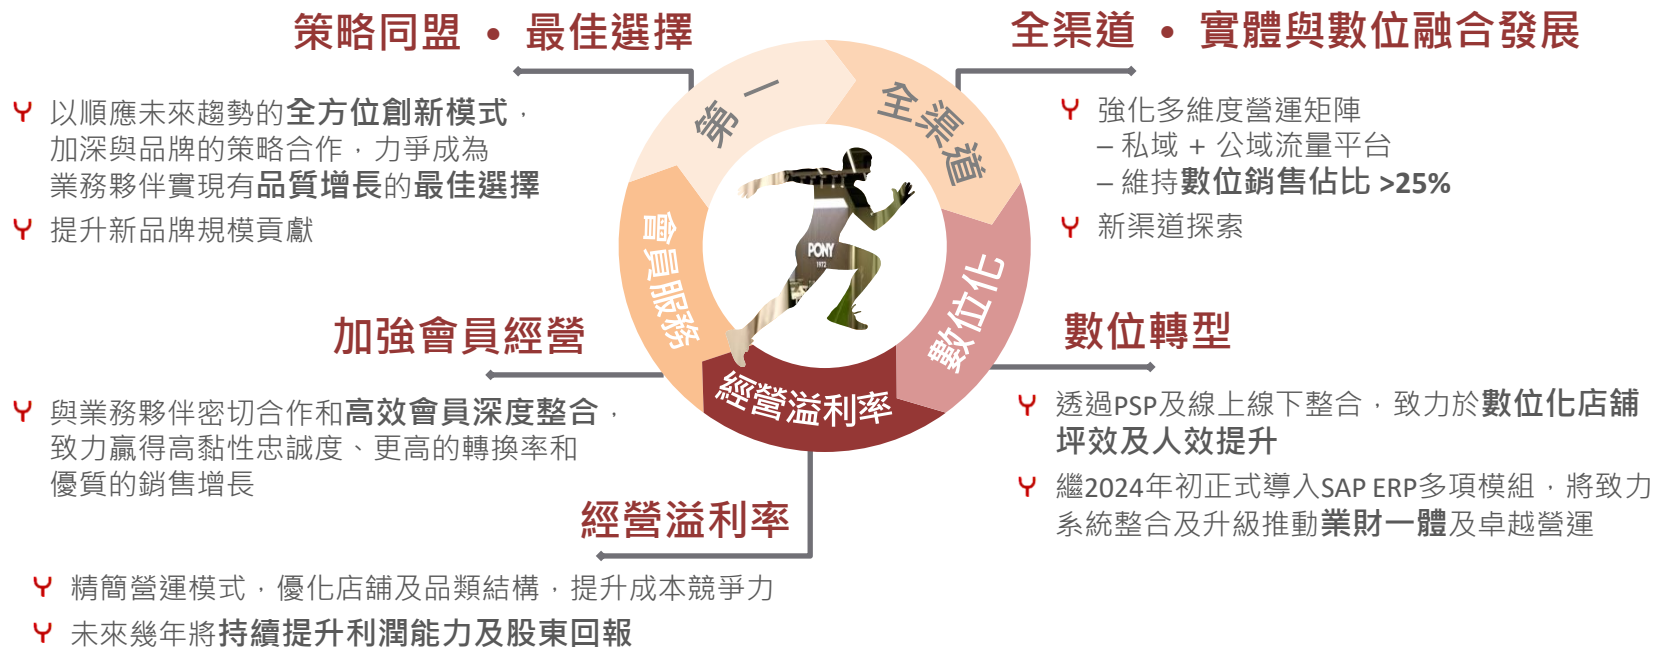 策略同盟 • 最佳選擇
以順應未來趨勢的全方位創新模式，
加深與品牌的策略合作，力爭成為
業務夥伴實現有品質增長的最佳選擇
提升新品牌規模貢獻
全渠道 • 實體與數位融合發展
強化多維度營運矩陣
– 私域 + 公域流量平台
– 維持數位銷售佔比 >25%
新渠道探索
第一
全渠道
數位化
經營溢利率
會員服務
PONY
1972
加強會員經營
與業務夥伴密切合作和高效會員深度整合，
致力贏得高黏性忠誠度、更高的轉換率和
優質的銷售增長
數位轉型
透過PSP及線上線下整合，致力於數位化店舖
坪效及人效提升
繼2024年初正式導入SAP ERP多項模組，將致力
系統整合及升級推動業財一體及卓越營運
經營溢利率
精簡營運模式，優化店舖及品類結構，提升成本競爭力
未來幾年將持續提升利潤能力及股東回報